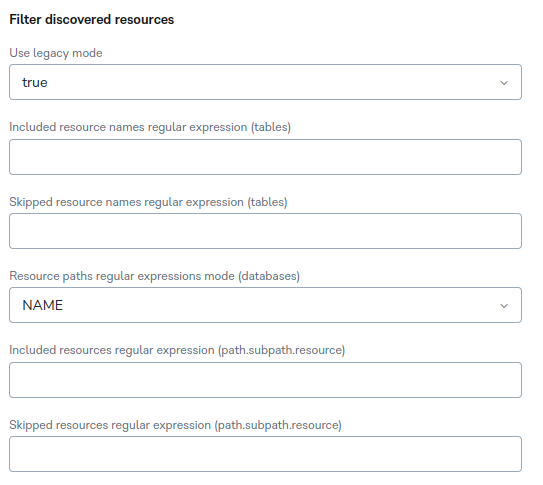 Filter discovered resources
Use legacy mode
true
Included resource names regular expression (tables)
Skipped resource names regular expression (tables)
Resource paths regular expressions mode (databases)
NAME
Included resources regular expression (path.subpath.resource)
Skipped resources regular expression (path.subpath.resource)